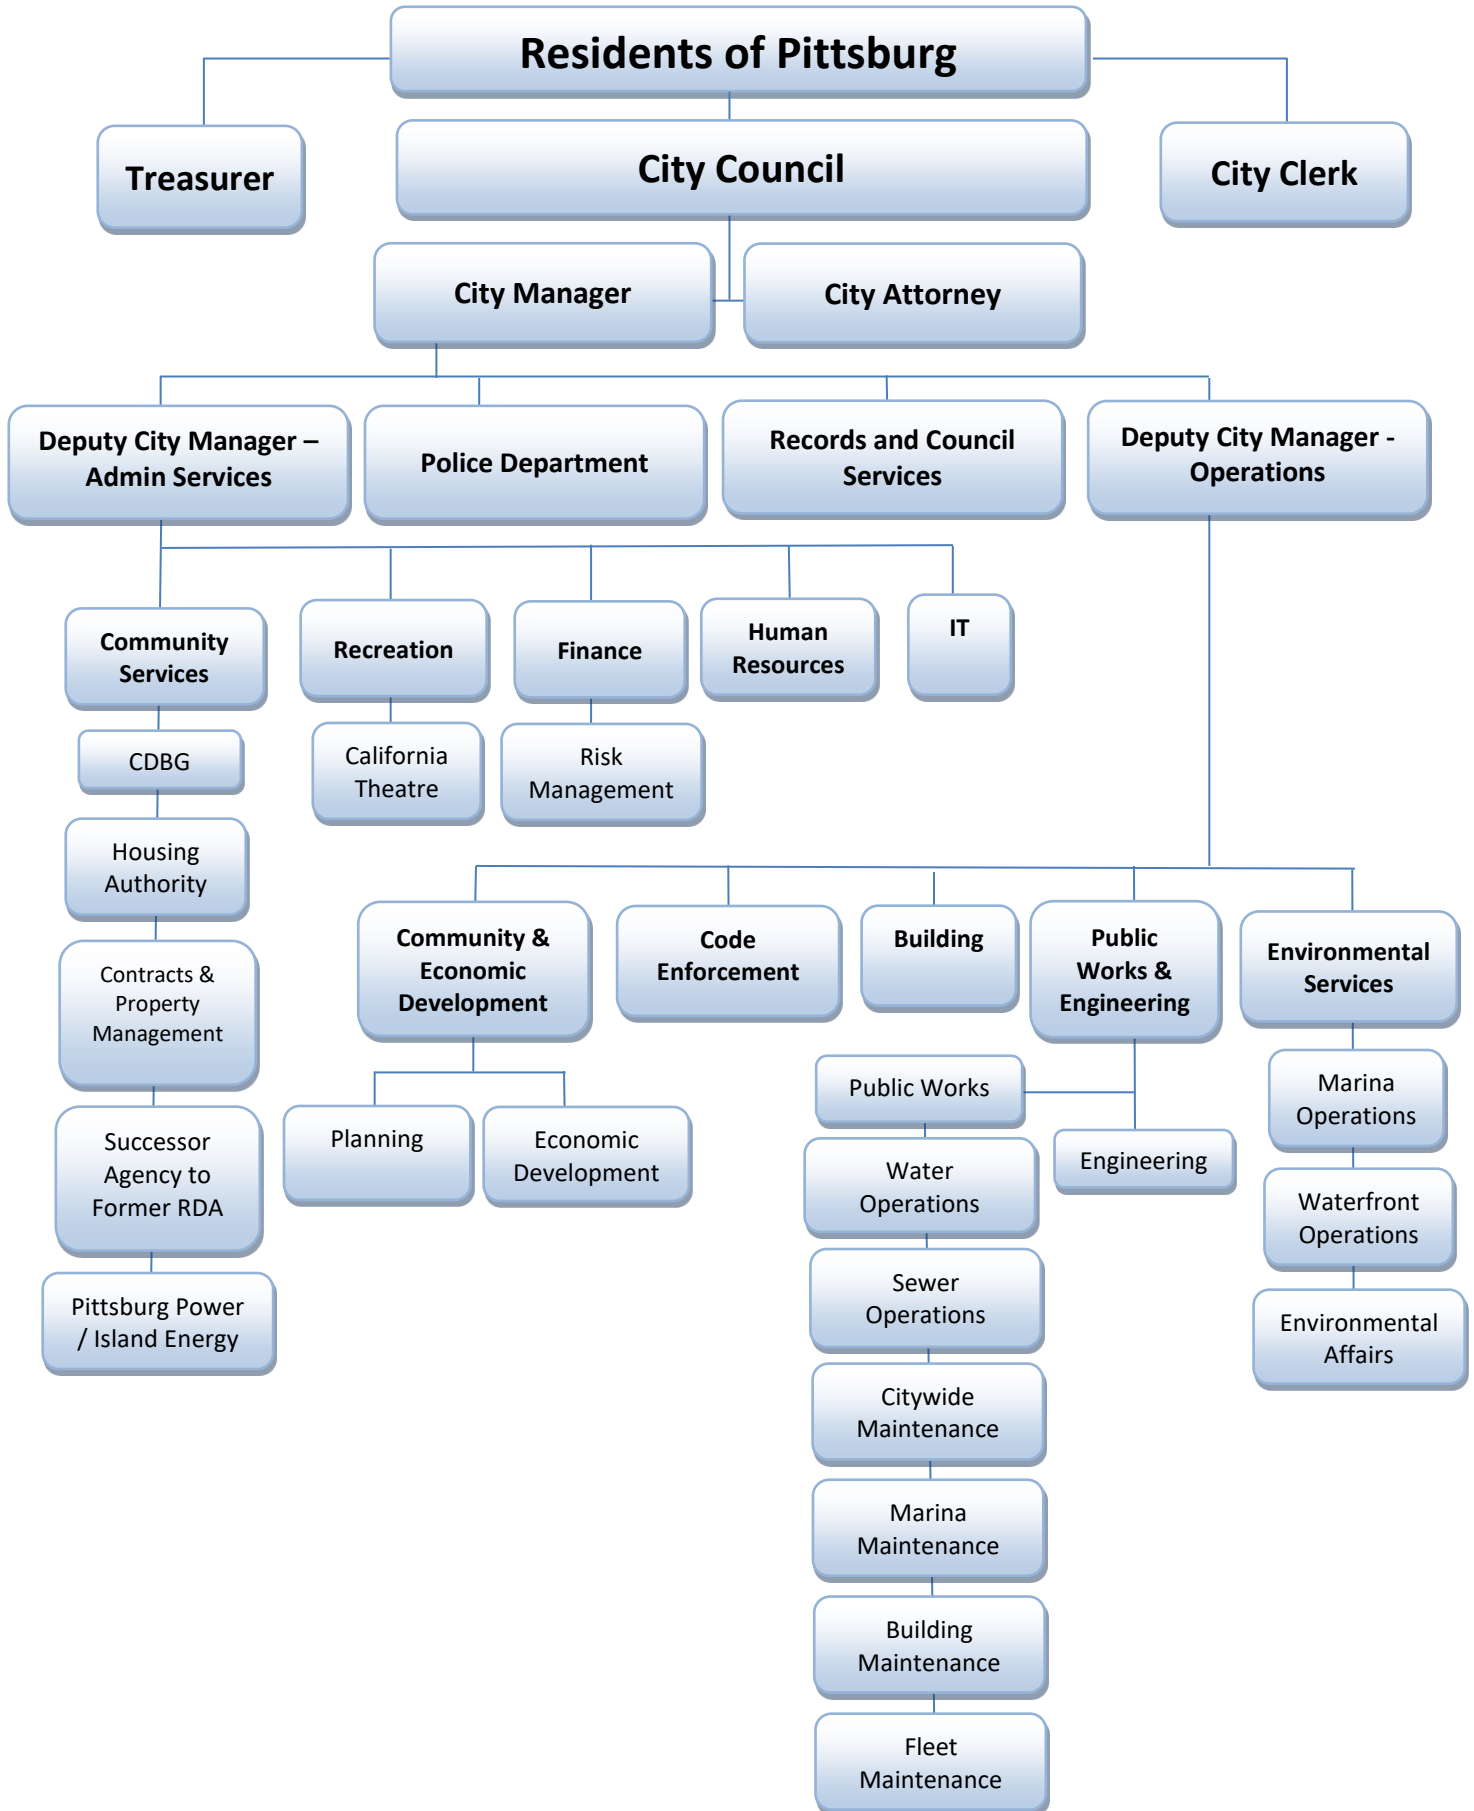 Residents of Pittsburg
Treasurer
City Council
City Clerk
City Manager
City Attorney
Deputy City Manager –
Admin Services
Police Department
Records and Council
Services
Deputy City Manager -
Operations
Community
Services
Recreation
Finance
Human
Resources
IT
CDBG
California
Theatre
Risk
Management
Housing
Authority
Contracts &
Property
Management
Successor
Agency to
Former RDA
Pittsburg Power
/ Island Energy
Community &
Economic
Development
Code
Enforcement
Building
Public
Works &
Engineering
Environmental
Services
Planning
Economic
Development
Public Works
Engineering
Water
Operations
Sewer
Operations
Citywide
Maintenance
Marina
Maintenance
Building
Maintenance
Fleet
Maintenance
Marina
Operations
Waterfront
Operations
Environmental
Affairs